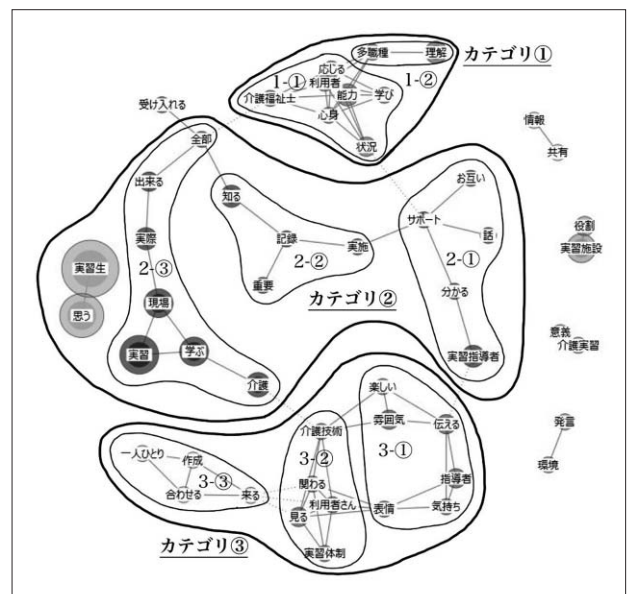 多職種
理解
カテゴリ①
応じる
1-①
利用者
1-②
介護福祉士
能力
学び
心身
状況
受け入れる
全部
情報
共有
出来る
知る
お互い
サポート
役割
実習施設
実際
記録
実施
話
2-③
2-②
2-①
実習生
重要
カテゴリ②
分かる
思う
現場
実習
学ぶ
実習指導者
意義
介護実習
介護
楽しい
介護技術
雰囲気
伝える
発言
環境
一人ひとり
作成
3-②
3-①
3-③
関わる
指導者
合わせる
来る
利用者さん
見る
表情
気持ち
カテゴリ③
実習体制